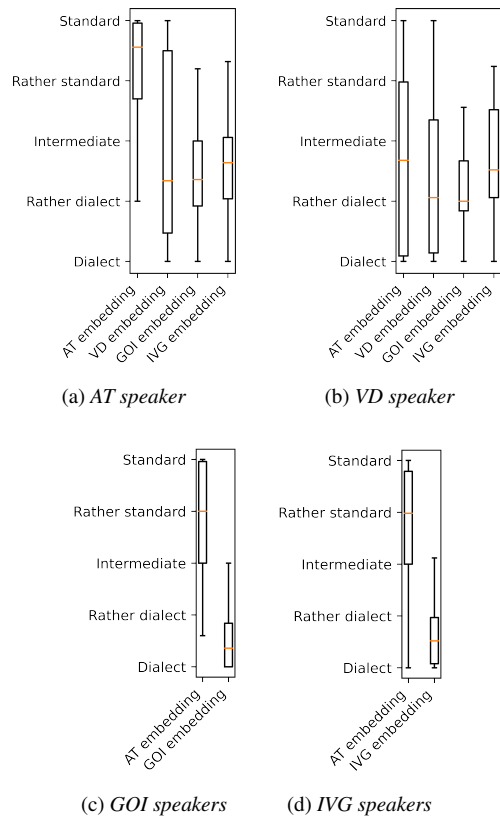 Standard
Rather standard
Intermediate
Rather dialect
Dialect
AT embedding
VD embedding
GOI embedding
IVG embedding
(a) AT speaker
Standard
Rather standard
Intermediate
Rather dialect
Dialect
AT embedding
VD embedding
GOI embedding
IVG embedding
(b) VD speaker
Standard
Rather standard
Intermediate
Rather dialect
Dialect
AT embedding
GOI embedding
(c) GOI speakers
Standard
Rather standard
Intermediate
Rather dialect
Dialect
AT embedding
IVG embedding
(d) IVG speakers